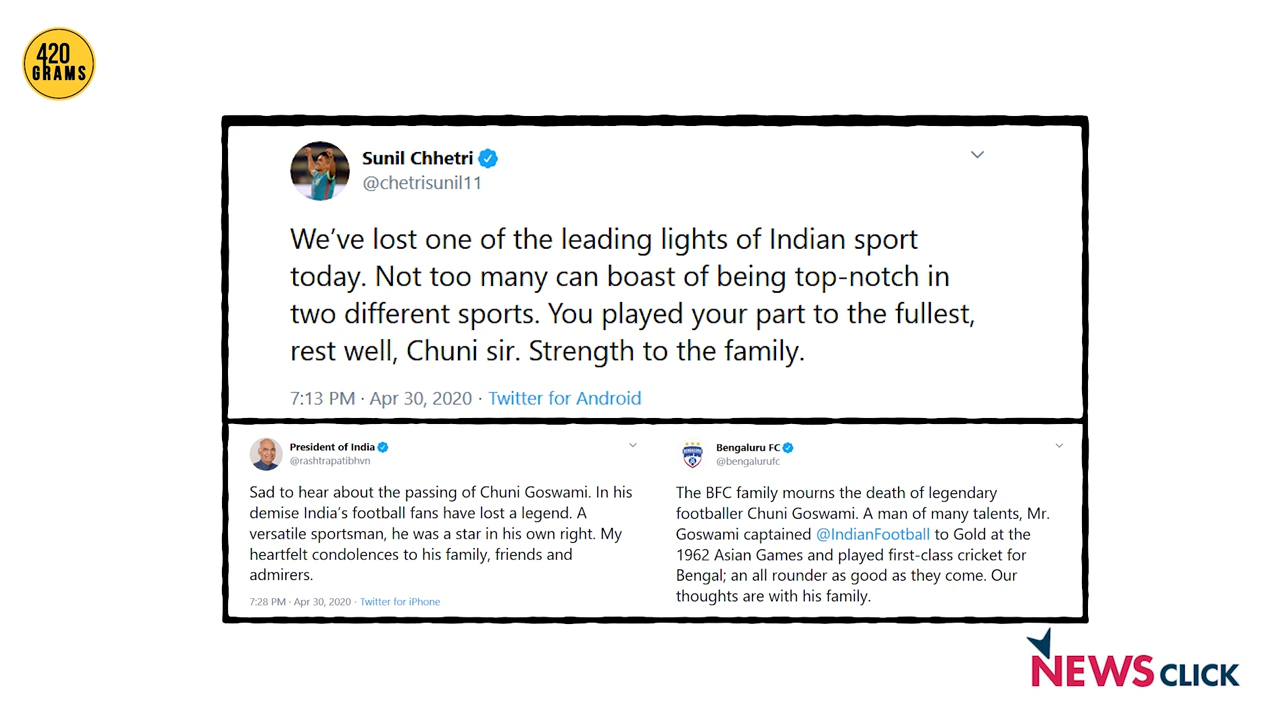 420
GRAMS
Sunil Chhetri
@chetrisunil11
We’ve lost one of the leading lights of Indian sport
today. Not too many can boast of being top-notch in
two different sports. You played your part to the fullest,
rest well, Chuni sir. Strength to the family.
7:13 PM · Apr 30, 2020 · Twitter for Android
President of India
@rashtrapatibhvn
Sad to hear about the passing of Chuni Goswami. In his
demise India’s football fans have lost a legend. A
versatile sportsman, he was a star in his own right. My
heartfelt condolences to his family, friends and
admirers.
7:28 PM · Apr 30, 2020 · Twitter for iPhone
Bengaluru FC
@bengalurufc
The BFC family mourns the death of legendary
footballer Chuni Goswami. A man of many talents, Mr.
Goswami captained @IndianFootball to Gold at the
1962 Asian Games and played first-class cricket for
Bengal; an all rounder as good as they come. Our
thoughts are with his family.
NEWSCLICK